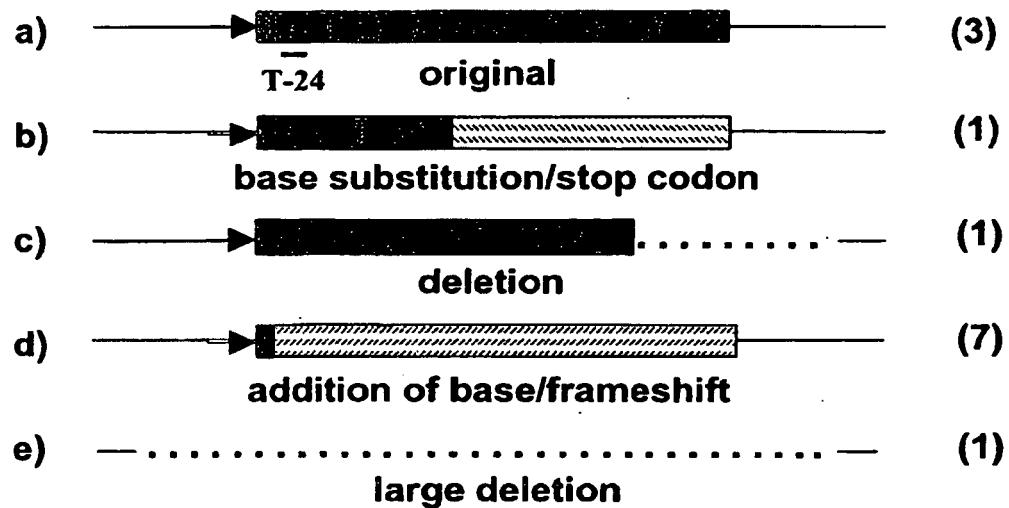 a) (3)
T-24 original
b) (1)
base substitution/stop codon
c) (1)
deletion
d) (7)
addition of base/frameshift
e) (1)
large deletion